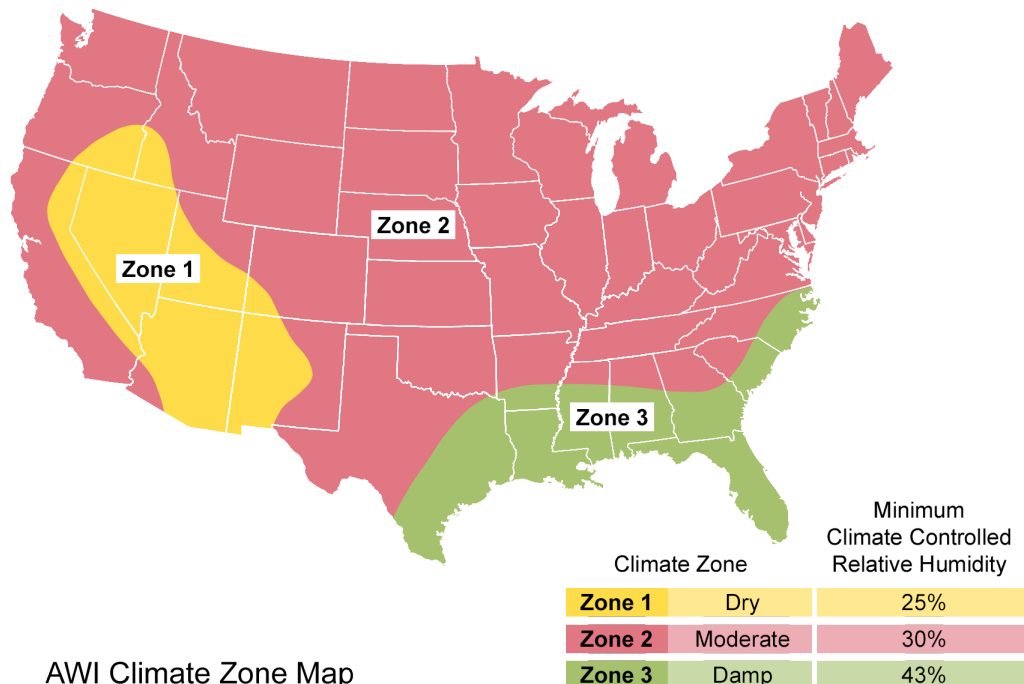 Zone 2
Zone 1
Zone 3
Minimum
Climate Controlled
Climate Zone Relative Humidity
Zone 1 Dry 25%
Zone 2 Moderate 30%
Zone 3 Damp 43%
AWI Climate Zone Map